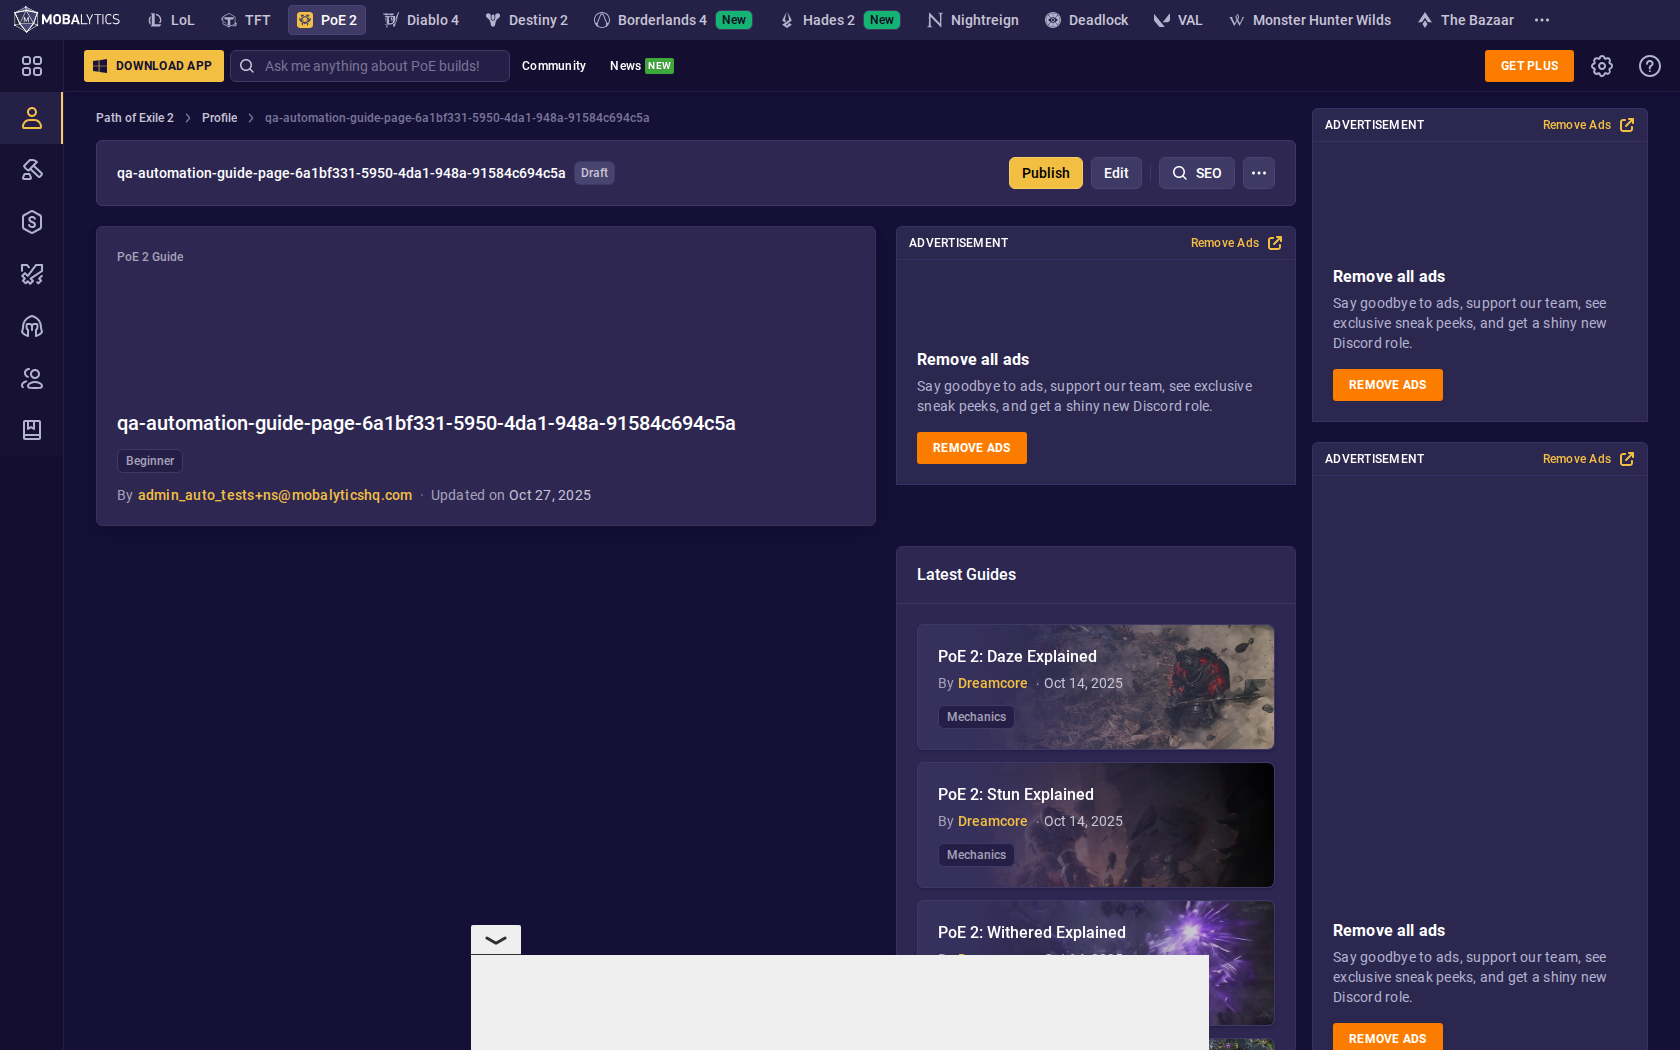 MOBALYTICS
LoL
TFT
PoE 2
Diablo 4
Destiny 2
Borderlands 4 New
Hades 2 New
Nightreign
Deadlock
VAL
Monster Hunter Wilds
The Bazaar
DOWNLOAD APP
Ask me anything about PoE builds!
Community
News NEW
GET PLUS
Path of Exile 2
Profile
qa-automation-guide-page-6a1bf331-5950-4da1-948a-91584c694c5a
qa-automation-guide-page-6a1bf331-5950-4da1-948a-91584c694c5a Draft
Publish
Edit
SEO
PoE 2 Guide
qa-automation-guide-page-6a1bf331-5950-4da1-948a-91584c694c5a
Beginner
By admin_auto_tests+ns@mobalyticshq.com · Updated on Oct 27, 2025
ADVERTISEMENT Remove Ads
Remove all ads
Say goodbye to ads, support our team, see exclusive
sneak peeks, and get a shiny new Discord role.
REMOVE ADS
Latest Guides
PoE 2: Daze Explained
By Dreamcore · Oct 14, 2025
Mechanics
PoE 2: Stun Explained
By Dreamcore · Oct 14, 2025
Mechanics
PoE 2: Withered Explained
ADVERTISEMENT Remove Ads
Remove all ads
Say goodbye to ads, support our team, see
exclusive sneak peeks, and get a shiny new
Discord role.
REMOVE ADS
ADVERTISEMENT Remove Ads
Remove all ads
Say goodbye to ads, support our team, see
exclusive sneak peeks, and get a shiny new
Discord role.
REMOVE ADS